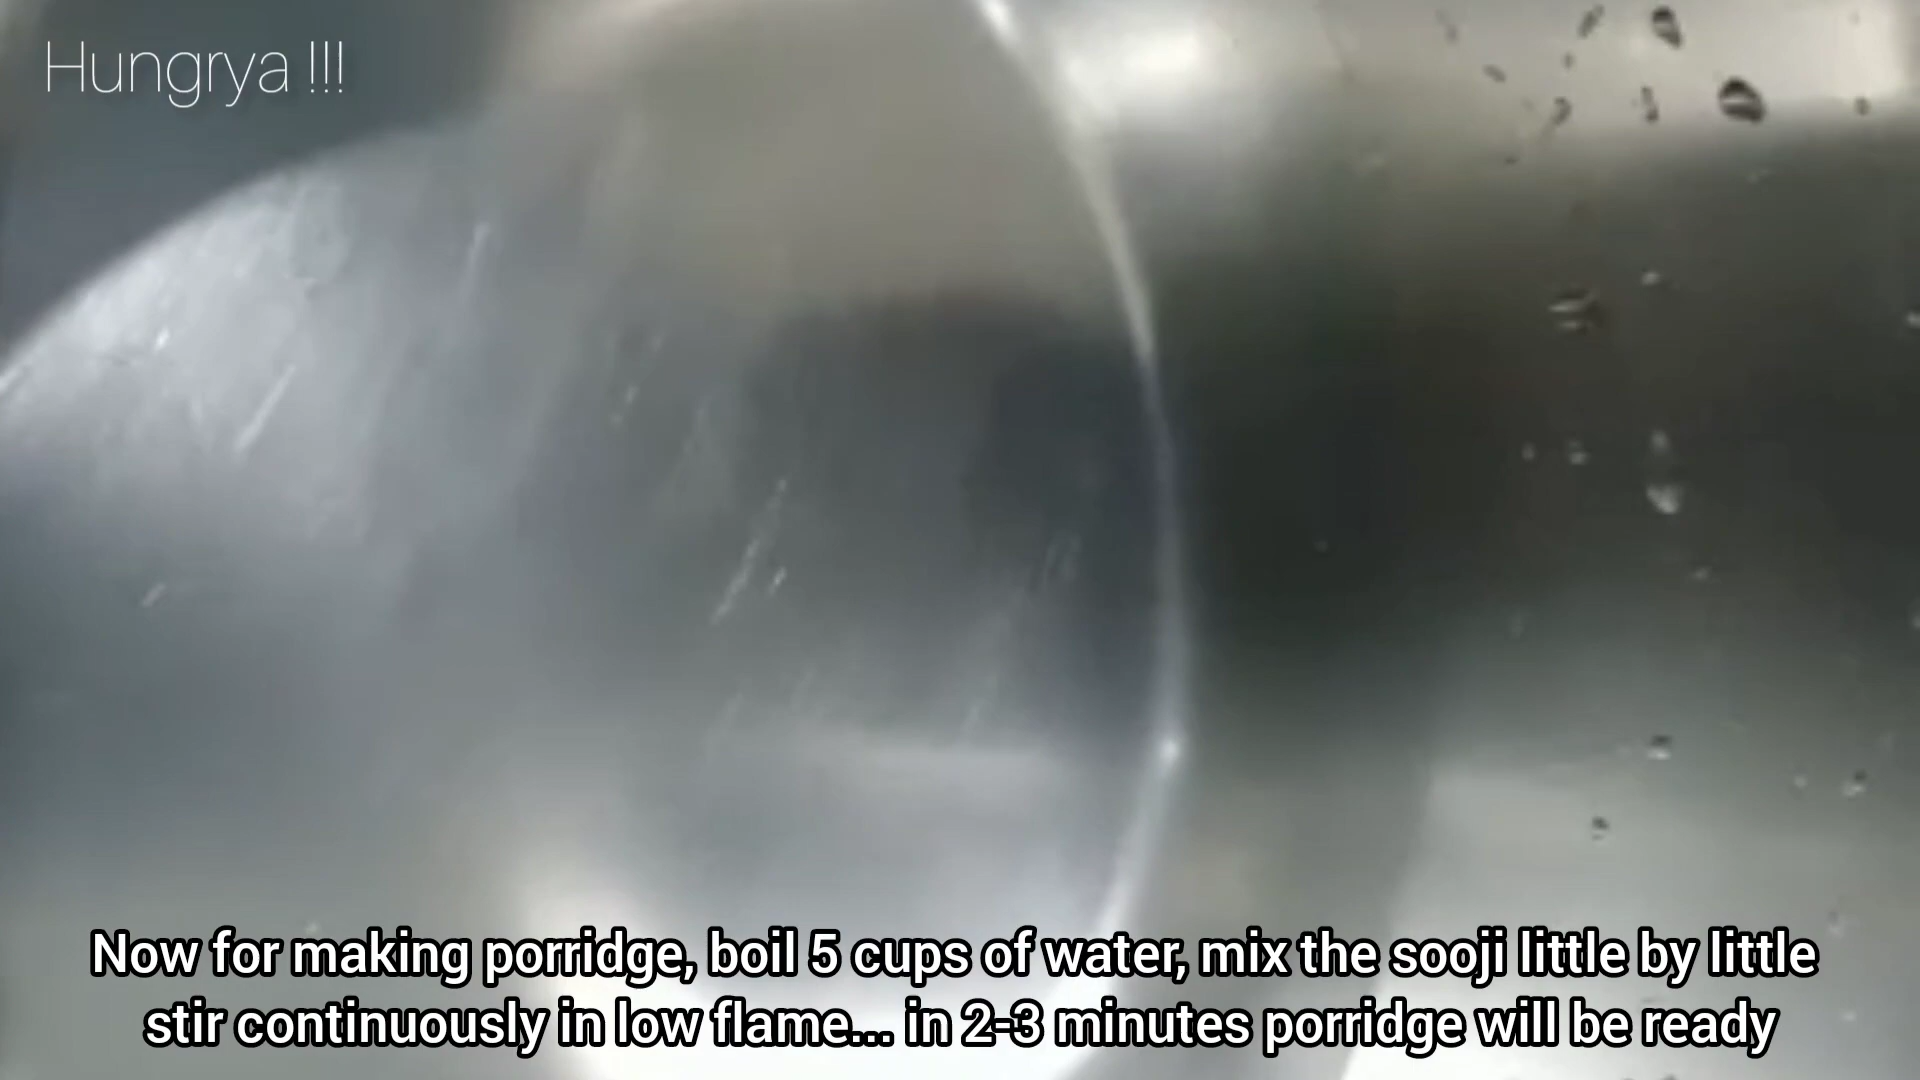 Hungrya !!!
Now for making porridge, boil 5 cups of water, mix the sooji little by little
stir continuously in low flame... in 2-3 minutes porridge will be ready